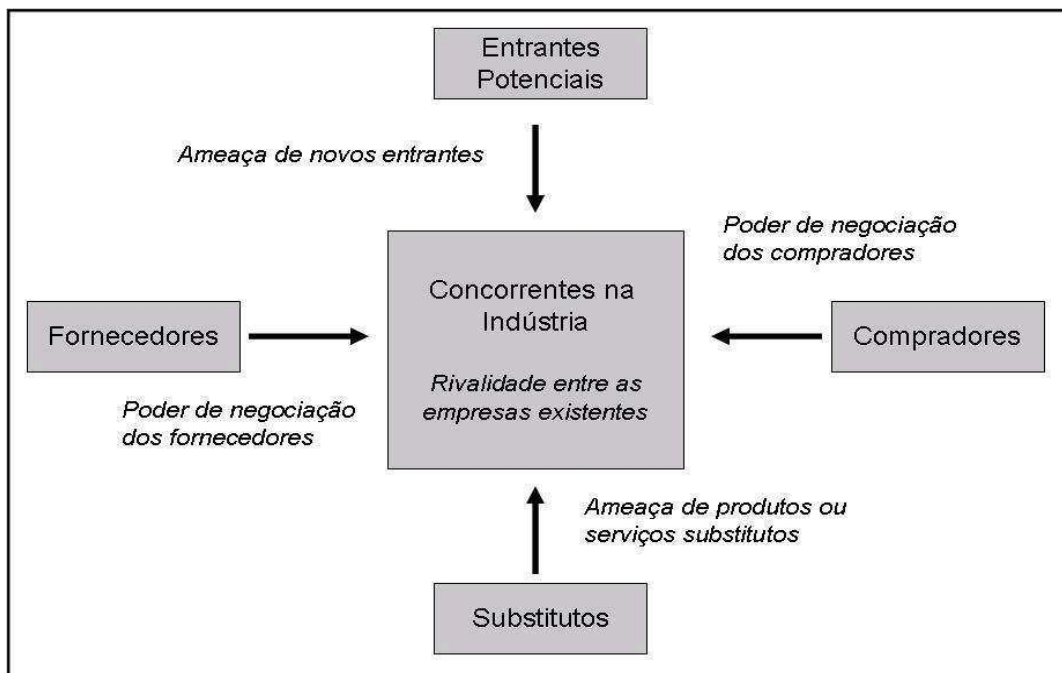 Entrantes
Potenciais
Ameaça de novos entrantes
Poder de negociação
dos compradores
Concorrentes na
Indústria
Rivalidade entre as
empresas existentes
Fornecedores
Compradores
Poder de negociação
dos fornecedores
Ameaça de produtos ou
serviços substitutos
Substitutos